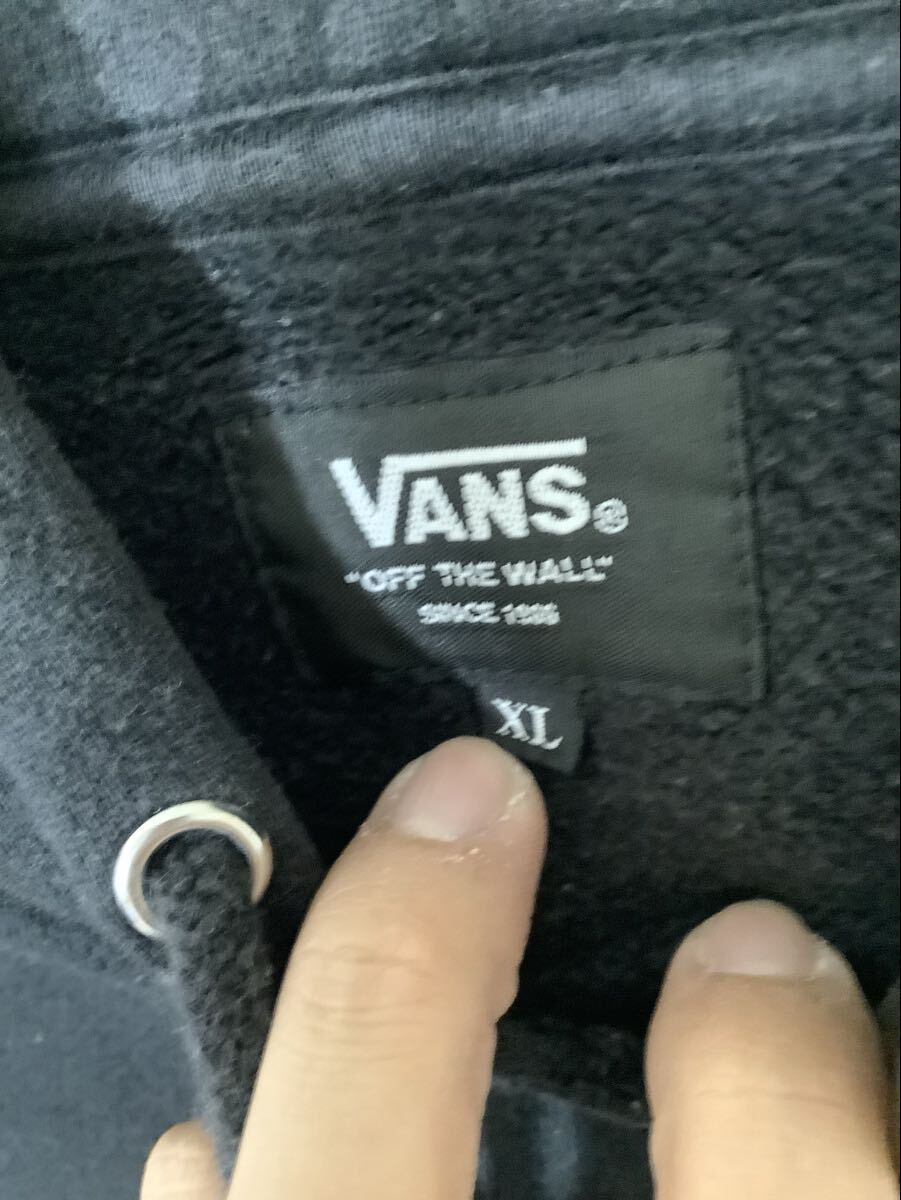 VANS®
"OFF THE WALL"
SINCE 1966
XL